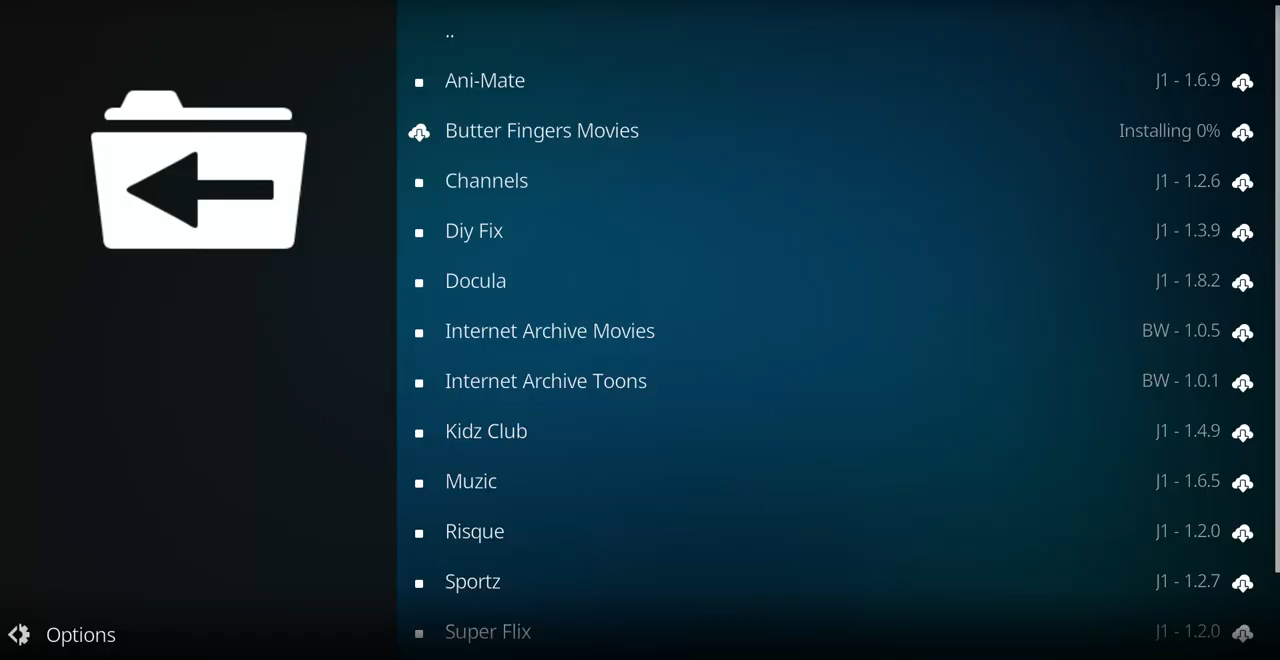 ..
Ani-Mate J1 - 1.6.9
Butter Fingers Movies Installing 0%
Channels J1 - 1.2.6
Diy Fix J1 - 1.3.9
Docula J1 - 1.8.2
Internet Archive Movies BW - 1.0.5
Internet Archive Toons BW - 1.0.1
Kidz Club J1 - 1.4.9
Muzic J1 - 1.6.5
Risque J1 - 1.2.0
Sportz J1 - 1.2.7
Super Flix J1 - 1.2.0
Options